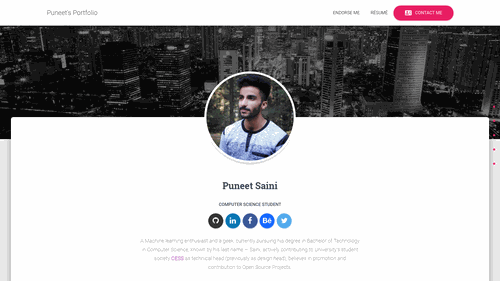 Puneet's Portfolio
ENDORSE ME
RÉSUMÉ
CONTACT ME
Puneet Saini
COMPUTER SCIENCE STUDENT
in f Bē
A Machine learning enthusiast and a geek, currently pursuing his degree in Bachelor of Technology
in Computer Science, known by his last name – Saini, actively contributing to university's student
society CESS as technical head (previously as design head), believes in promotion and
contribution to Open Source Projects.